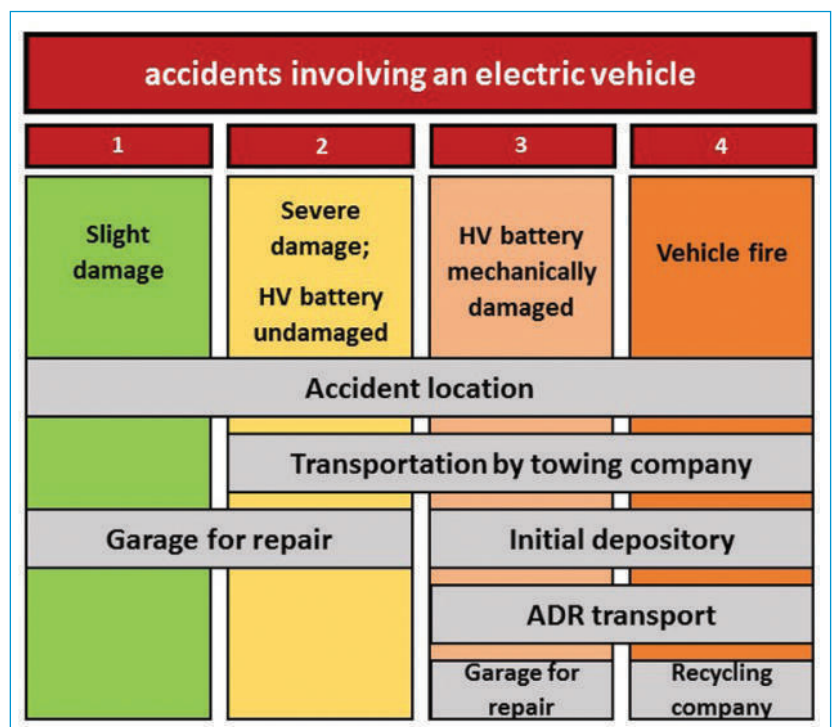 accidents involving an electric vehicle
1
2
3
4
Slight
damage
Severe
damage;
HV battery
undamaged
HV battery
mechanically
damaged
Vehicle fire
Accident location
Transportation by towing company
Garage for repair
Initial depository
ADR transport
Garage for
repair
Recycling
company